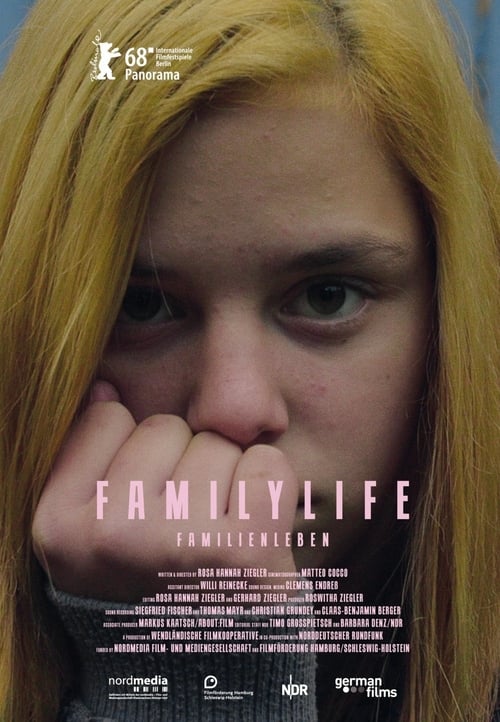 68
Internationale
Filmfestspiele
Berlin
Panorama
FAMILYLIFE
FAMILIENLEBEN
WRITTEN & DIRECTED BY ROSA HANNAH ZIEGLER CINEMATOGRAPHER MATTEO COCCO
ASSISTANT DIRECTOR WILLI REINECKE SOUND DESIGN, MIXING CLEMENS ENDREß
EDITING ROSA HANNAH ZIEGLER AND GERHARD ZIEGLER PRODUCER ROSWITHA ZIEGLER
SOUND RECORDING SIEGFRIED FISCHER AND THOMAS MAYR AND CHRISTIAN GRUNDEY AND CLAAS-BENJAMIN BERGER
ASSOCIATE PRODUCER MARKUS KAATSCH/ABOUT:FILM EDITORIAL STAFF NDR TIMO GROSSPIETSCH AND BARBARA DENZ/NDR
A PRODUCTION BY WENDLÄNDISCHE FILMKOOPERATIVE IN CO-PRODUCTION WITH NORDDEUTSCHER RUNDFUNK
FUNDED BY NORDMEDIA FILM- UND MEDIENGESELLSCHAFT AND FILMFÖRDERUNG HAMBURG/SCHLESWIG-HOLSTEIN
nordmedia
Filmförderung Hamburg
Schleswig-Holstein
NDR
german
films